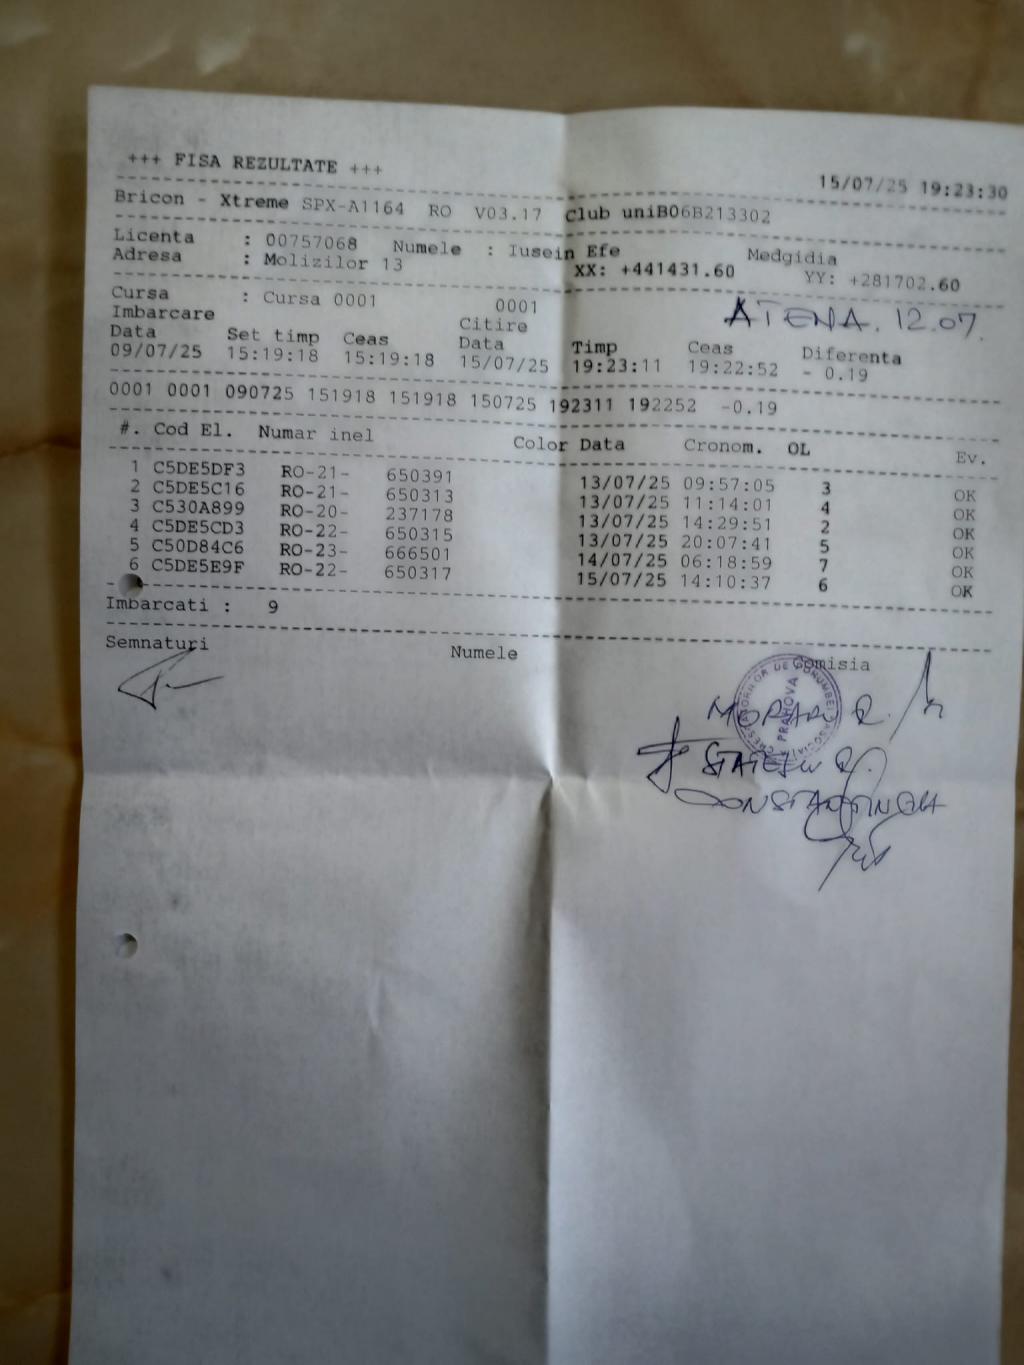 +++ FISA REZULTATE +++
15/07/25 19:23:30
Bricon - Xtreme SPX-A1164 RO V03.17 Club uniB06B213302
Licenta : 00757068 Numele : Iusein Efe Medgidia
Adresa : Molizilor 13 XX: +441431.60 YY: +281702.60
Cursa : Cursa 0001 0001
ATENA. 12.07.
Imbarcare Citire
Data Set timp Ceas Data Timp Ceas Diferenta
09/07/25 15:19:18 15:19:18 15/07/25 19:23:11 19:22:52 - 0.19
0001 0001 090725 151918 151918 150725 192311 192252 -0.19
#. Cod El. Numar inel Color Data Cronom. OL Ev.
1 C5DE5DF3 RO-21- 650391 13/07/25 09:57:05 3 OK
2 C5DE5C16 RO-21- 650313 13/07/25 11:14:01 4 OK
3 C530A899 RO-20- 237178 13/07/25 14:29:51 2 OK
4 C5DE5CD3 RO-22- 650315 13/07/25 20:07:41 5 OK
5 C50D84C6 RO-23- 666501 14/07/25 06:18:59 7 OK
6 C5DE5E9F RO-22- 650317 15/07/25 14:10:37 6 OK
Imbarcati : 9
Semnaturi Numele Comisia
PRAHOVA